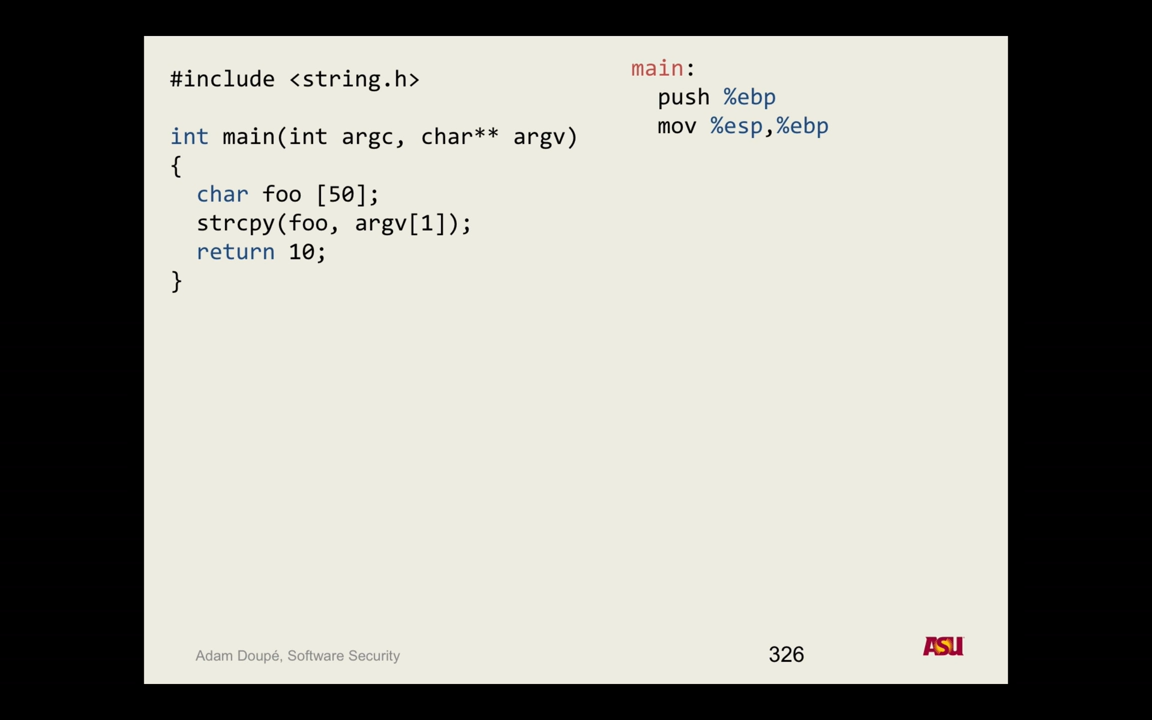 #include <string.h>
int main(int argc, char** argv)
{
char foo [50];
strcpy(foo, argv[1]);
return 10;
}
main:
push %ebp
mov %esp,%ebp
Adam Doupé, Software Security
326
ASU